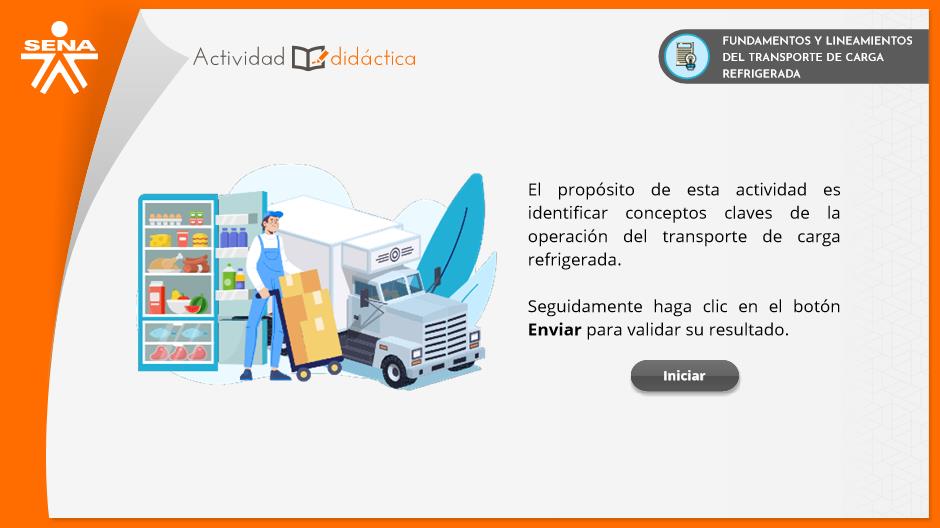 SENA
Actividad didáctica
FUNDAMENTOS Y LINEAMIENTOS
DEL TRANSPORTE DE CARGA
REFRIGERADA
El propósito de esta actividad es
identificar conceptos claves de la
operación del transporte de carga
refrigerada.
Seguidamente haga clic en el botón
Enviar para validar su resultado.
Iniciar